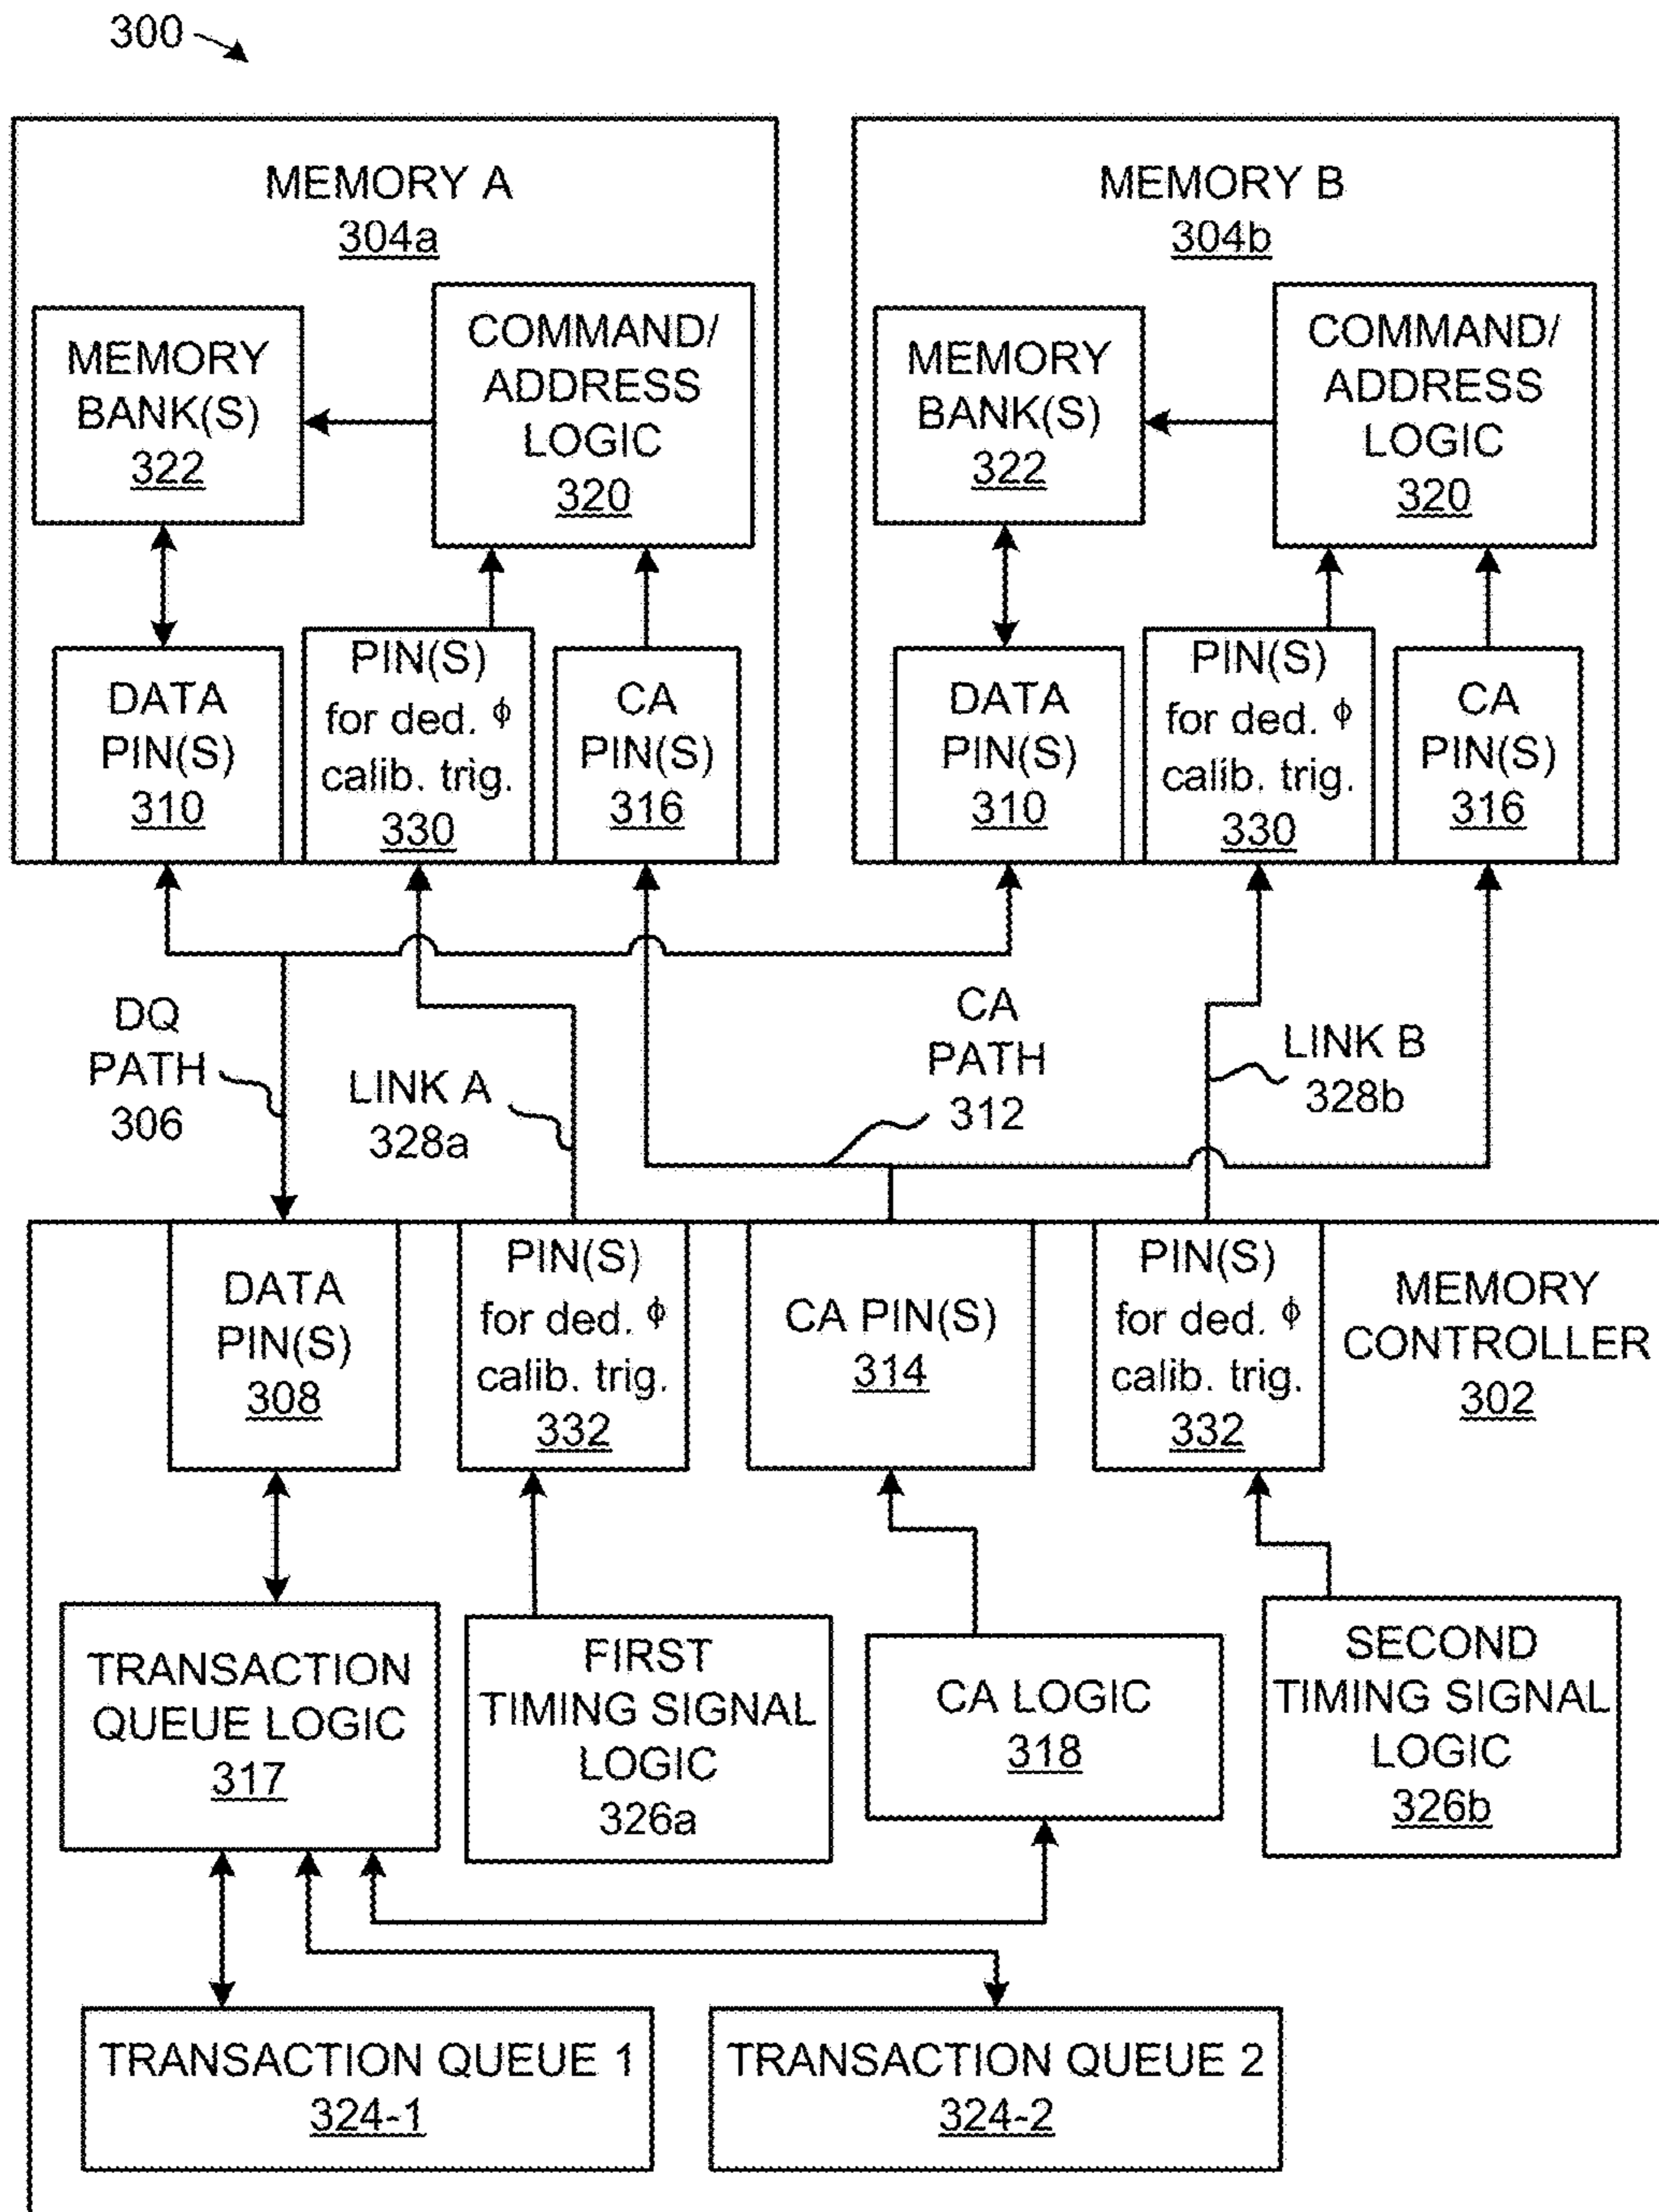 300
MEMORY A
304a
MEMORY
BANK(S)
322
COMMAND/
ADDRESS
LOGIC
320
DATA
PIN(S)
310
PIN(S)
for ded. ϕ
calib. trig.
330
CA
PIN(S)
316
MEMORY B
304b
MEMORY
BANK(S)
322
COMMAND/
ADDRESS
LOGIC
320
DATA
PIN(S)
310
PIN(S)
for ded. ϕ
calib. trig.
330
CA
PIN(S)
316
DQ
PATH
306
LINK A
328a
CA
PATH
312
LINK B
328b
DATA
PIN(S)
308
PIN(S)
for ded. ϕ
calib. trig.
332
CA PIN(S)
314
PIN(S)
for ded. ϕ
calib. trig.
332
MEMORY
CONTROLLER
302
TRANSACTION
QUEUE LOGIC
317
FIRST
TIMING SIGNAL
LOGIC
326a
CA LOGIC
318
SECOND
TIMING SIGNAL
LOGIC
326b
TRANSACTION QUEUE 1
324-1
TRANSACTION QUEUE 2
324-2